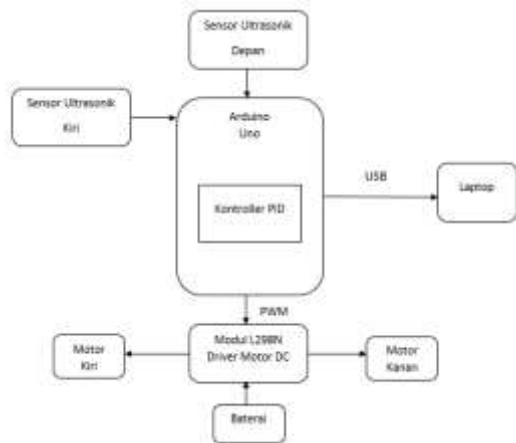 Sensor Ultrasonik
Depan
Sensor Ultrasonik
Kiri
Arduino
Uno
Kontroller PID
USB
Laptop
PWM
Modul L298N
Driver Motor DC
Motor
Kiri
Motor
Kanan
Baterai